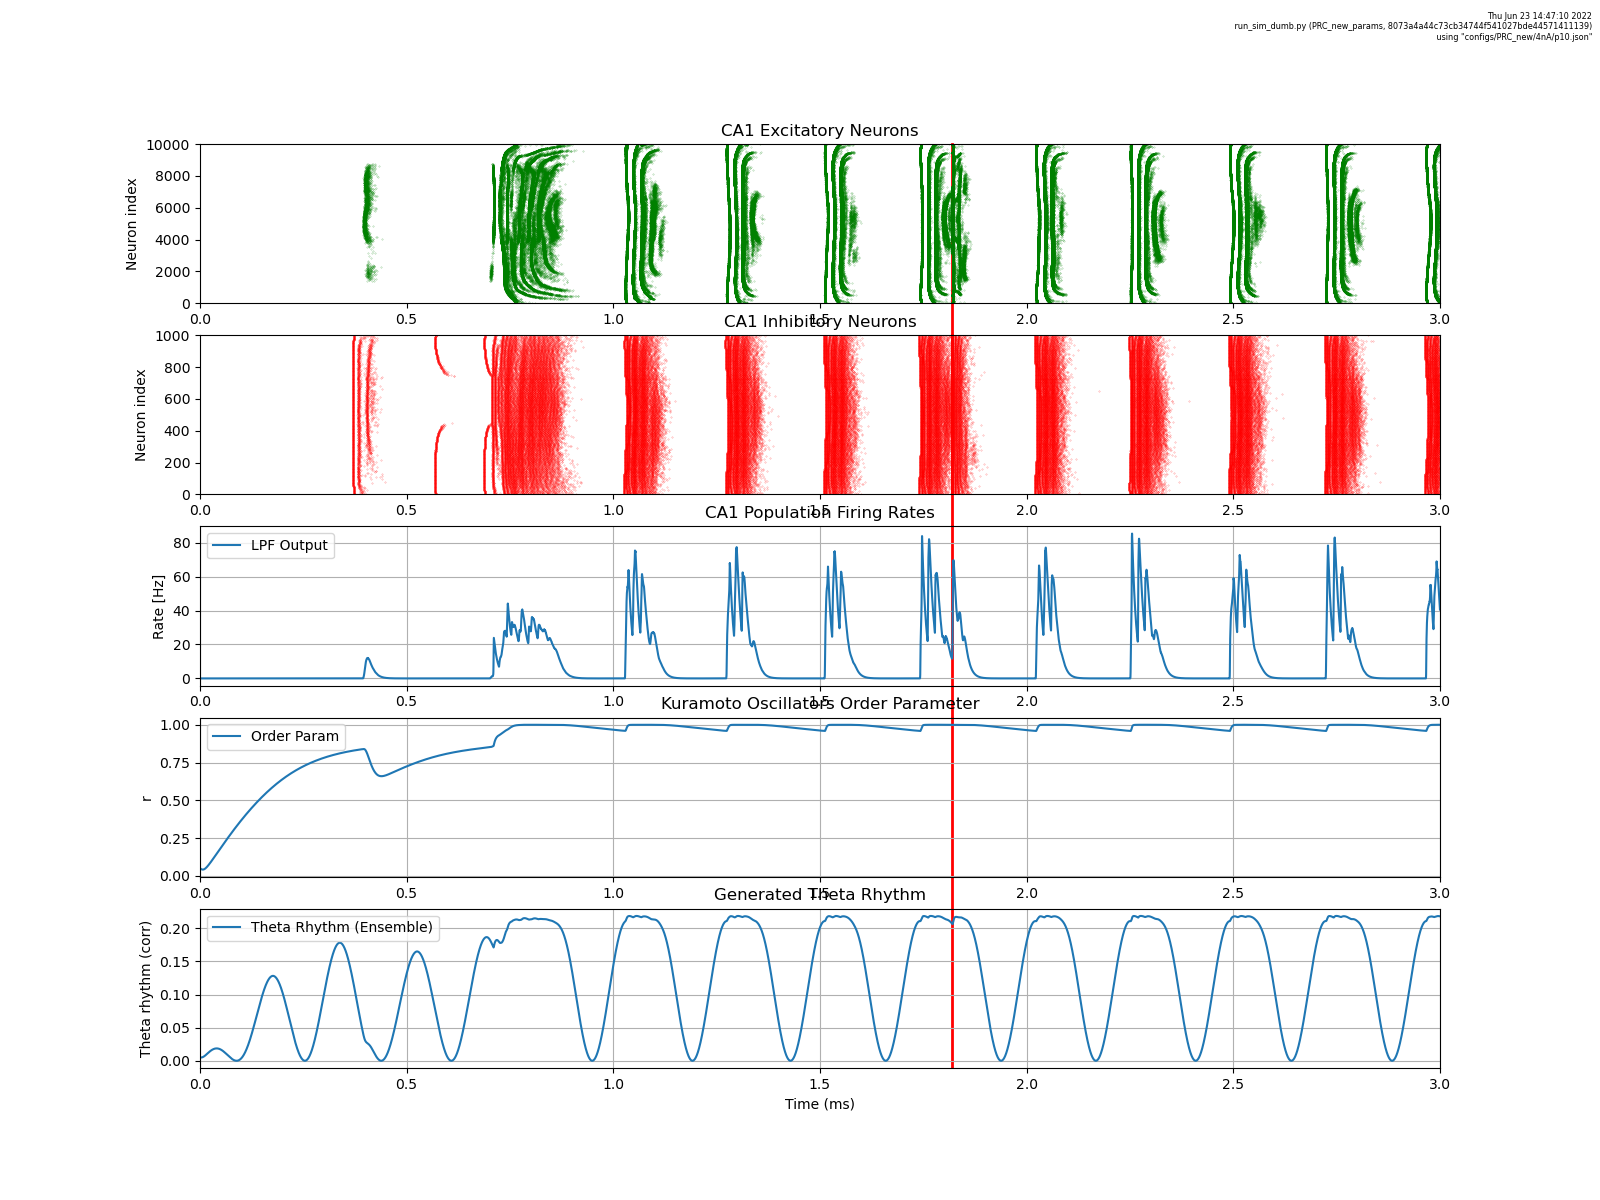 Thu Jun 23 14:47:10 2022
run_sim_dumb.py (PRC_new_params, 8073a4a44c73cb34744f541027bde44571411139)
using "configs/PRC_new/4nA/p10.json"
CA1 Excitatory Neurons
Neuron index
10000
8000
6000
4000
2000
0
0.0 0.5 1.0 1.5 2.0 2.5 3.0
CA1 Inhibitory Neurons
Neuron index
1000
800
600
400
200
0
0.0 0.5 1.0 1.5 2.0 2.5 3.0
CA1 Population Firing Rates
LPF Output
Rate [Hz]
80
60
40
20
0
0.0 0.5 1.0 1.5 2.0 2.5 3.0
Kuramoto Oscillators Order Parameter
Order Param
r
1.00
0.75
0.50
0.25
0.00
0.0 0.5 1.0 1.5 2.0 2.5 3.0
Generated Theta Rhythm
Theta Rhythm (Ensemble)
Theta rhythm (corr)
0.20
0.15
0.10
0.05
0.00
0.0 0.5 1.0 1.5 2.0 2.5 3.0
Time (ms)